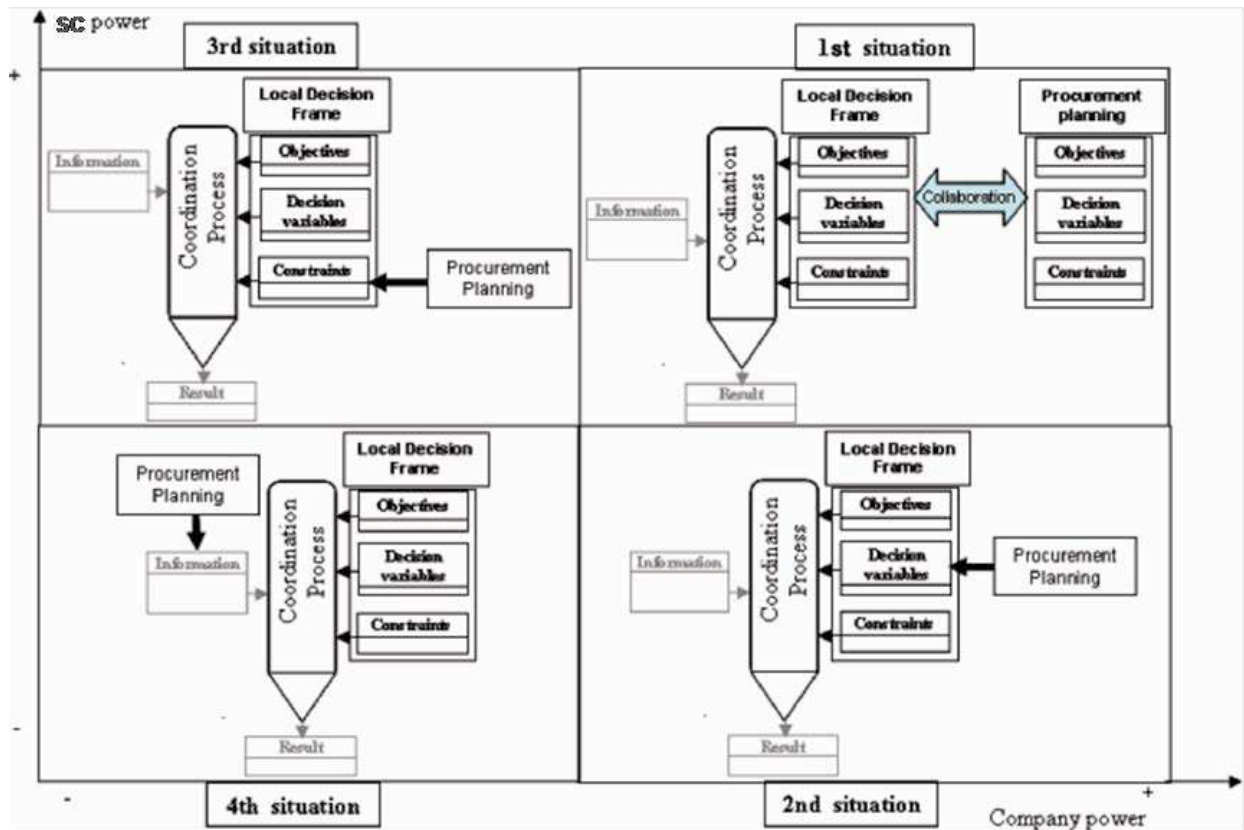 SC power
3rd situation
1st situation
+
Local Decision
Frame
Information
Coordination
Process
Objectives
Decision
variables
Constraints
Procurement
Planning
Result
Local Decision
Frame
Procurement
planning
Information
Coordination
Process
Objectives
Decision
variables
Constraints
Collaboration
Objectives
Decision
variables
Constraints
Result
Procurement
Planning
Information
Coordination
Process
Local Decision
Frame
Objectives
Decision
variables
Constraints
Result
Local Decision
Frame
Information
Coordination
Process
Objectives
Decision
variables
Constraints
Procurement
Planning
Result
-
-
4th situation
2nd situation
+
Company power